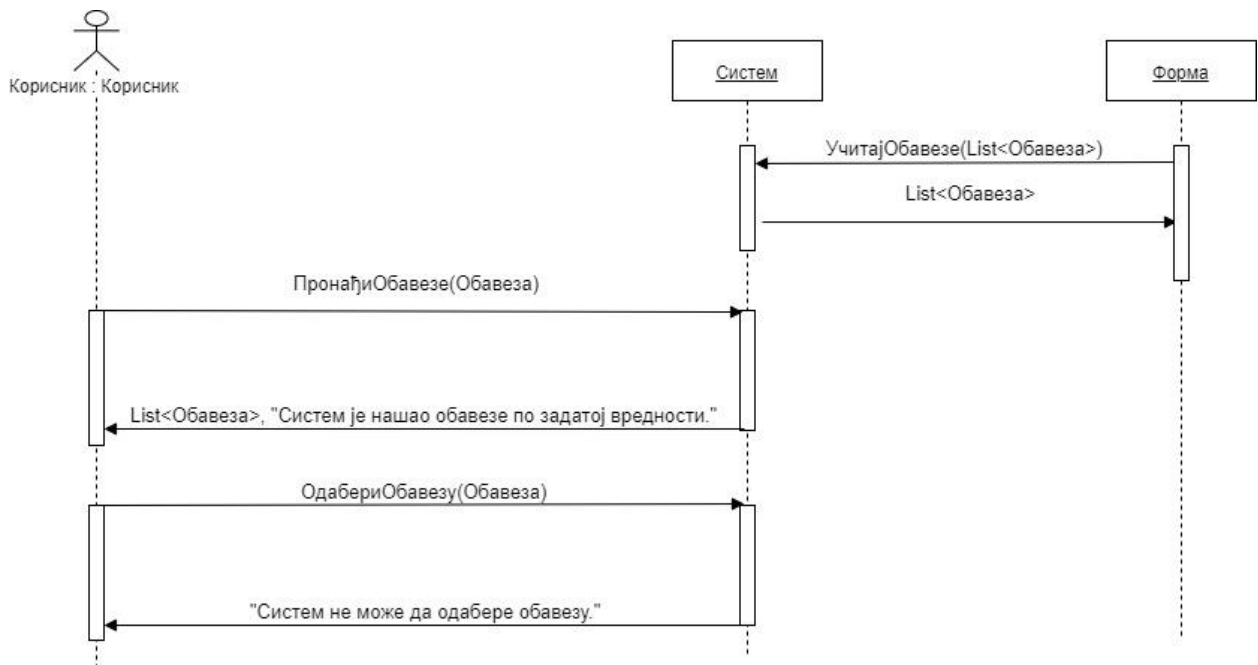 Корисник : Корисник
Систем
Форма
УчитајОбавезе(List<Обавеза>)
List<Обавеза>
ПронађиОбавезе(Обавеза)
List<Обавеза>, "Систем је нашао обавезе по задатој вредности."
ОдабериОбавезу(Обавеза)
"Систем не може да одабере обавезу."